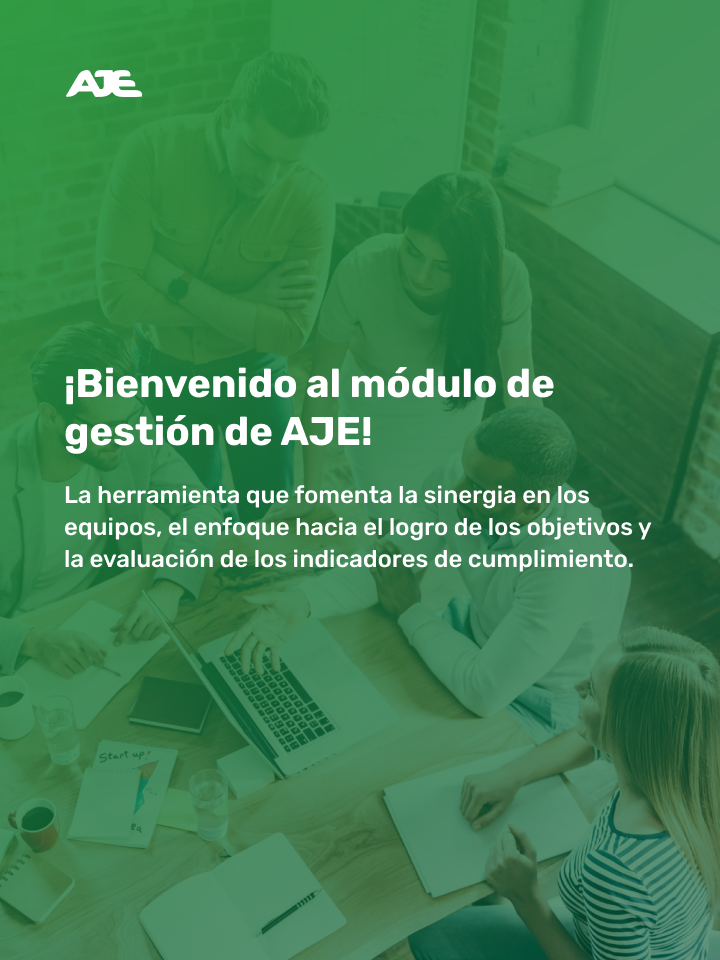 AJE
¡Bienvenido al módulo de
gestión de AJE!
La herramienta que fomenta la sinergia en los
equipos, el enfoque hacia el logro de los objetivos y
la evaluación de los indicadores de cumplimiento.
Start up!